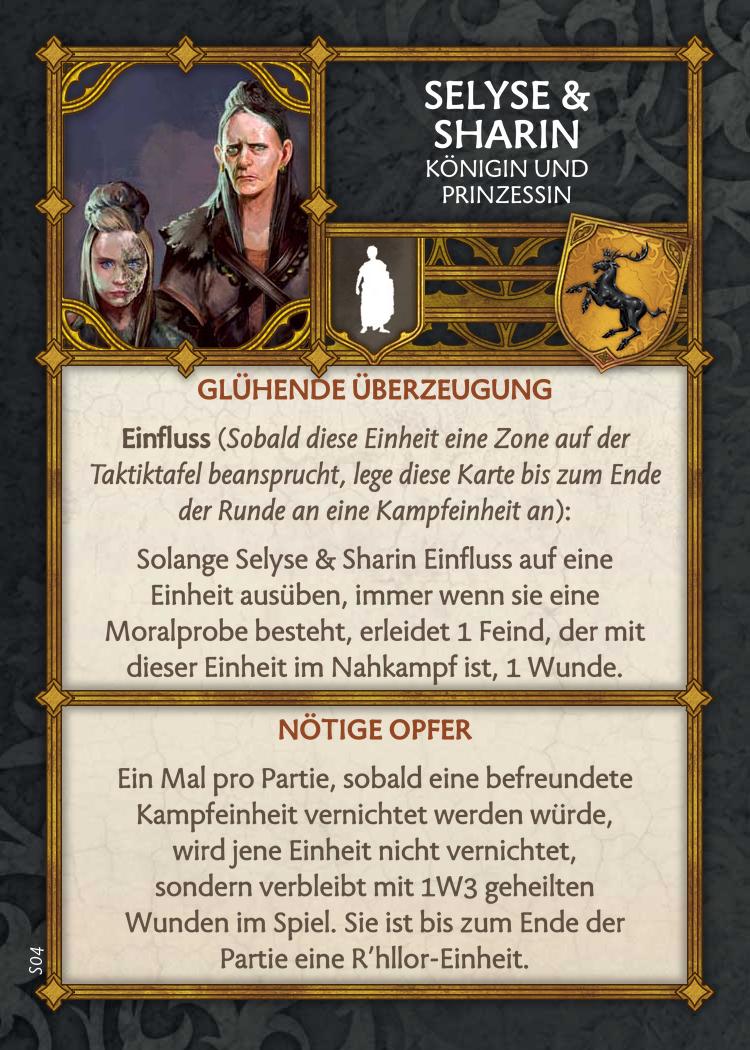 SELYSE &
SHARIN
KÖNIGIN UND
PRINZESSIN
GLÜHENDE ÜBERZEUGUNG
Einfluss (Sobald diese Einheit eine Zone auf der
Taktiktafel beansprucht, lege diese Karte bis zum Ende
der Runde an eine Kampfeinheit an):
Solange Selyse & Sharin Einfluss auf eine
Einheit ausüben, immer wenn sie eine
Moralprobe besteht, erleidet 1 Feind, der mit
dieser Einheit im Nahkampf ist, 1 Wunde.
NÖTIGE OPFER
Ein Mal pro Partie, sobald eine befreundete
Kampfeinheit vernichtet werden würde,
wird jene Einheit nicht vernichtet,
sondern verbleibt mit 1W3 geheilten
Wunden im Spiel. Sie ist bis zum Ende der
Partie eine R’hllor-Einheit.
S04